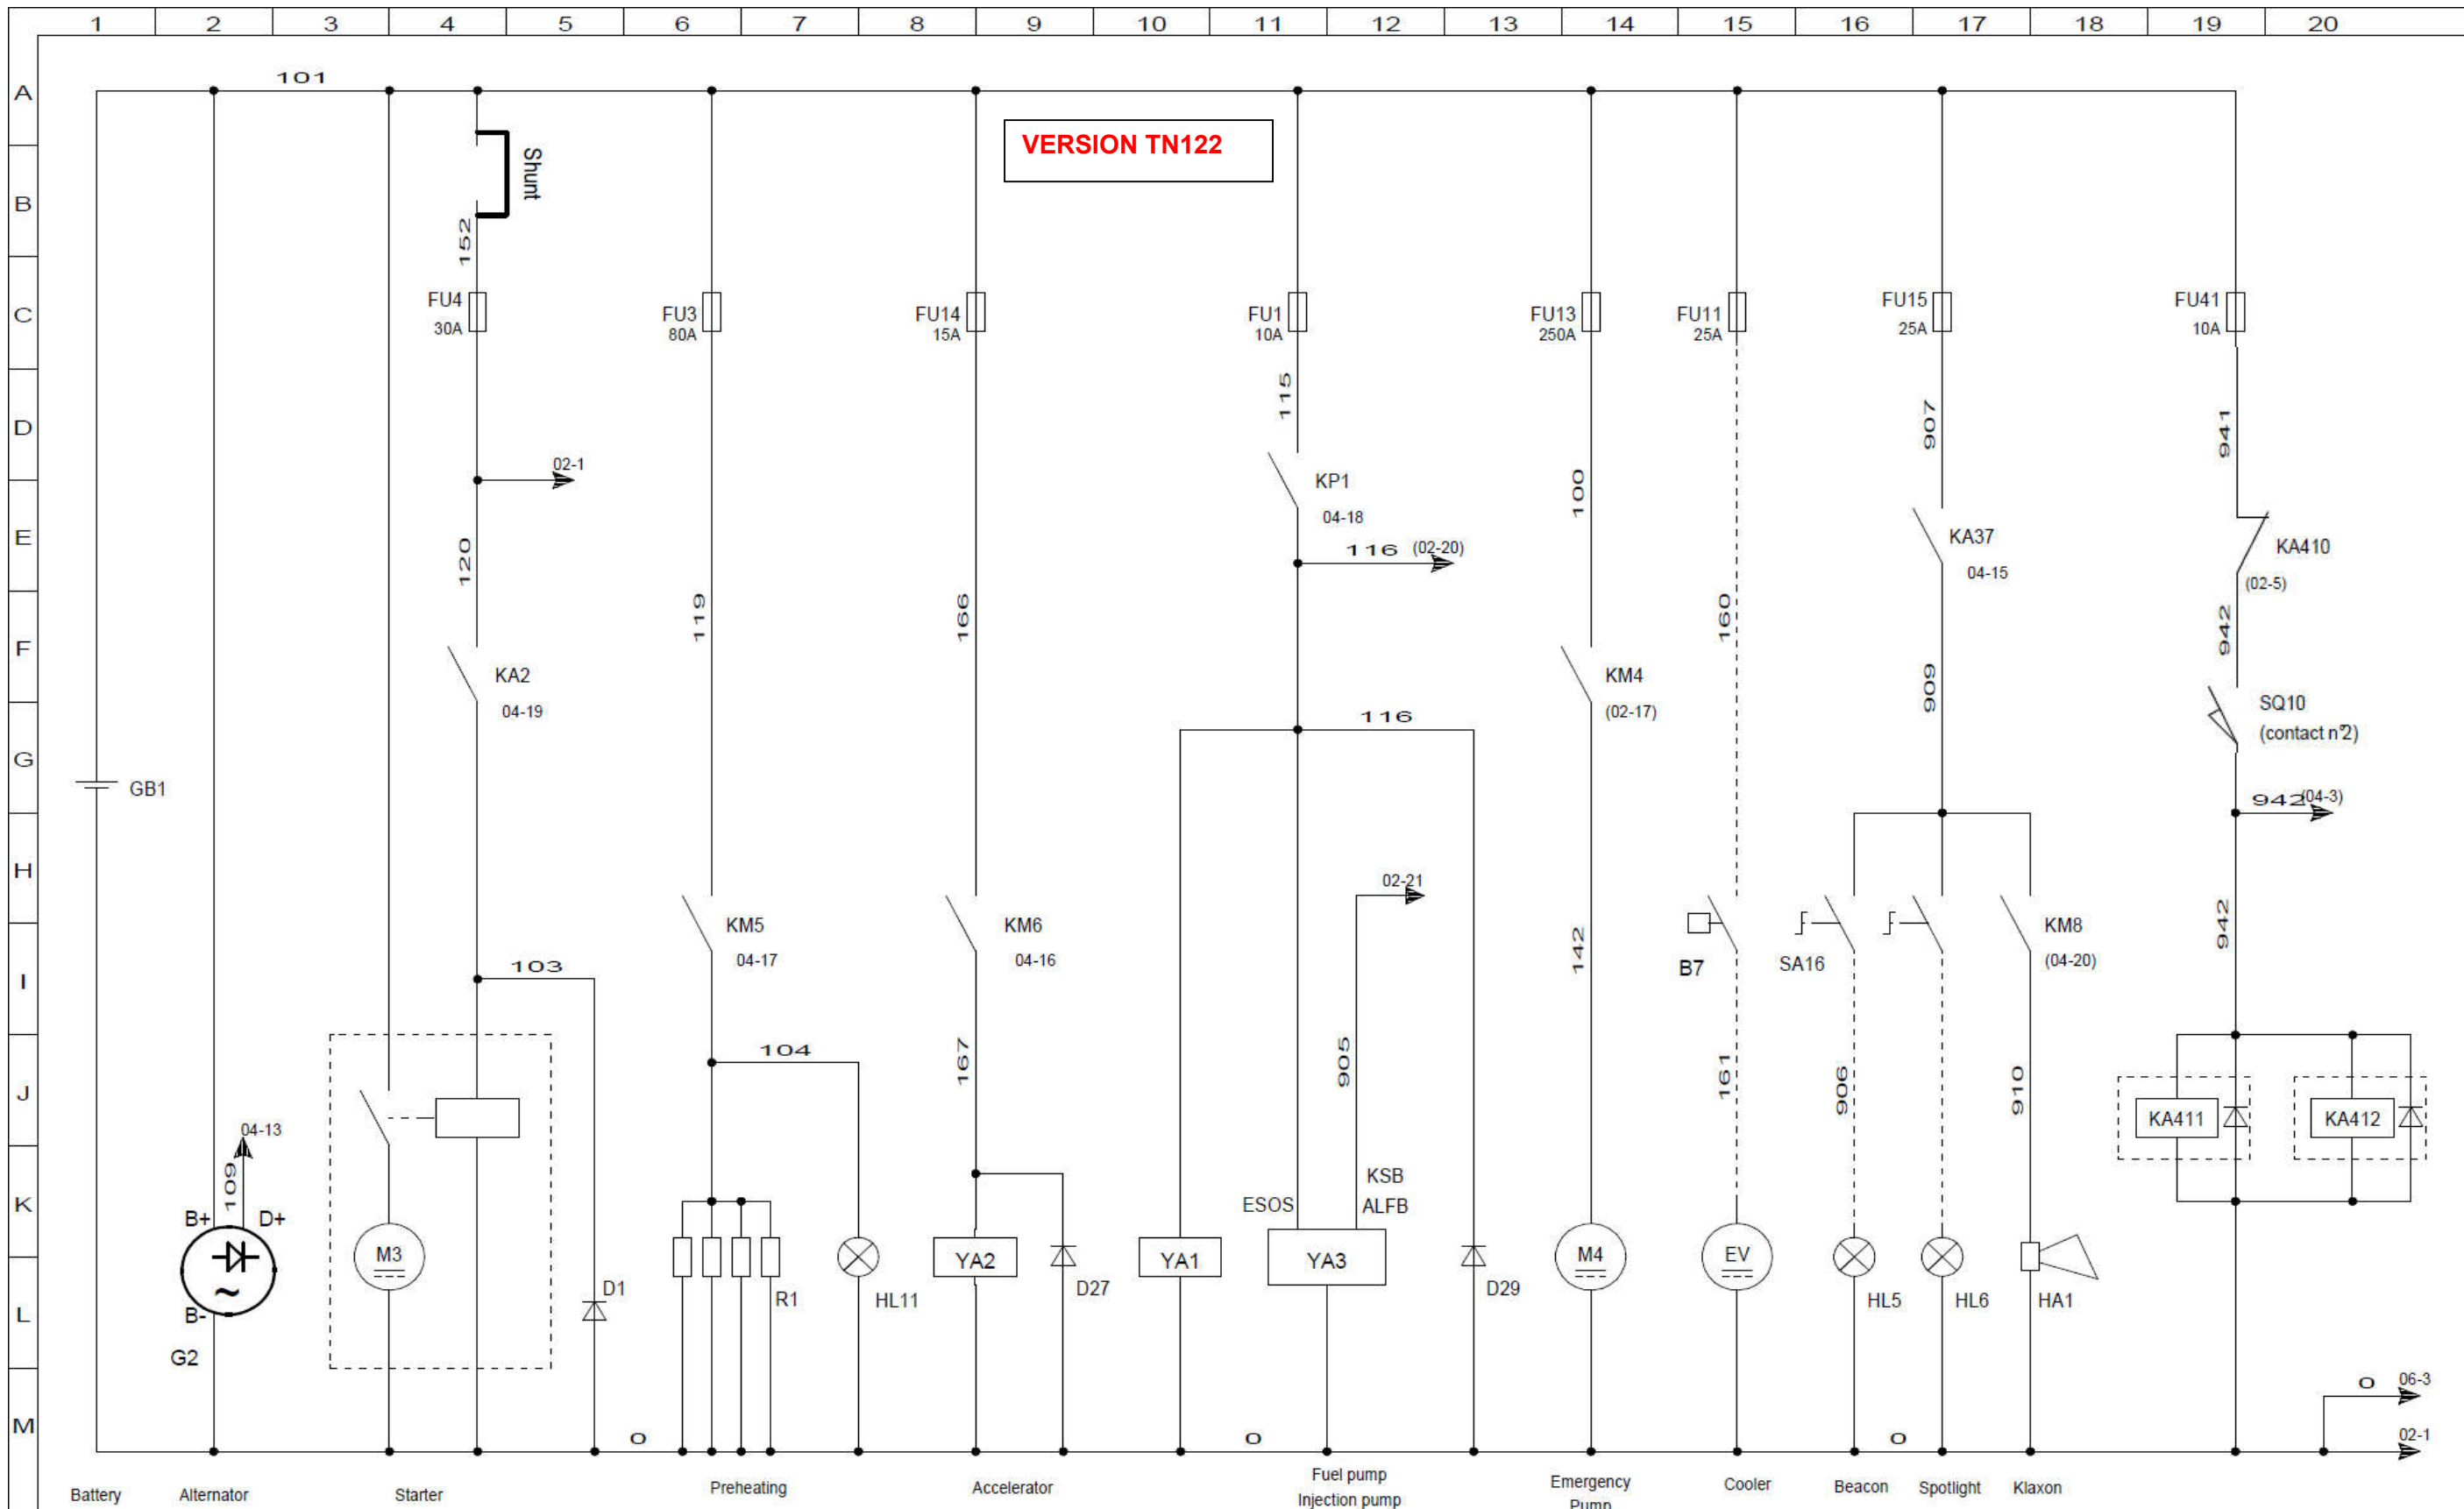 1 2 3 4 5 6 7 8 9 10 11 12 13 14 15 16 17 18 19 20
A
B
C
D
E
F
G
H
I
J
K
L
M
101
VERSION TN122
Shunt
152
FU4
30A
FU3
80A
FU14
15A
FU1
10A
FU13
250A
FU11
25A
FU15
25A
FU41
10A
115
907
941
02-1
KP1
04-18
100
120
116 (02-20)
KA37
04-15
KA410
(02-5)
119
166
160
942
KA2
04-19
KM4
(02-17)
909
SQ10
(contact n°2)
116
GB1
942 (04-3)
02-21
KM5
04-17
KM6
04-16
142
B7
SA16
KM8
(04-20)
942
103
104
167
905
161
906
910
KA411
KA412
04-13
109
B+
D+
B-
G2
M3
D1
R1
HL11
YA2
D27
YA1
ESOS
KSB
ALFB
YA3
D29
M4
EV
HL5
HL6
HA1
0
0
0
0 06-3
02-1
Battery
Alternator
Starter
Preheating
Accelerator
Fuel pump
Injection pump
Emergency
Pump
Cooler
Beacon
Spotlight
Klaxon